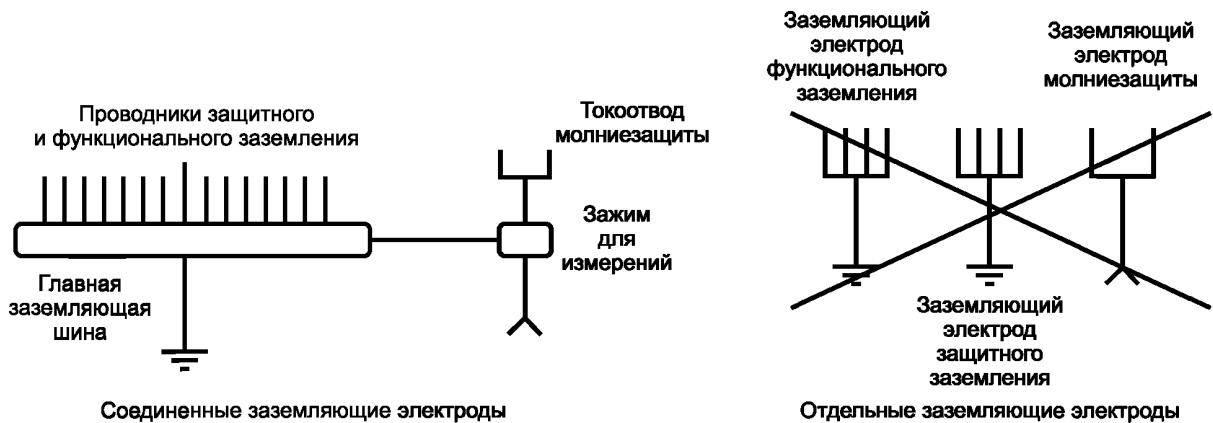 Проводники защитного
и функционального заземления
Токоотвод
молниезащиты
Зажим
для
измерений
Главная
заземляющая
шина
Соединенные заземляющие электроды
Заземляющий
электрод
функционального
заземления
Заземляющий
электрод
молниезащиты
Заземляющий
электрод
защитного
заземления
Отдельные заземляющие электроды